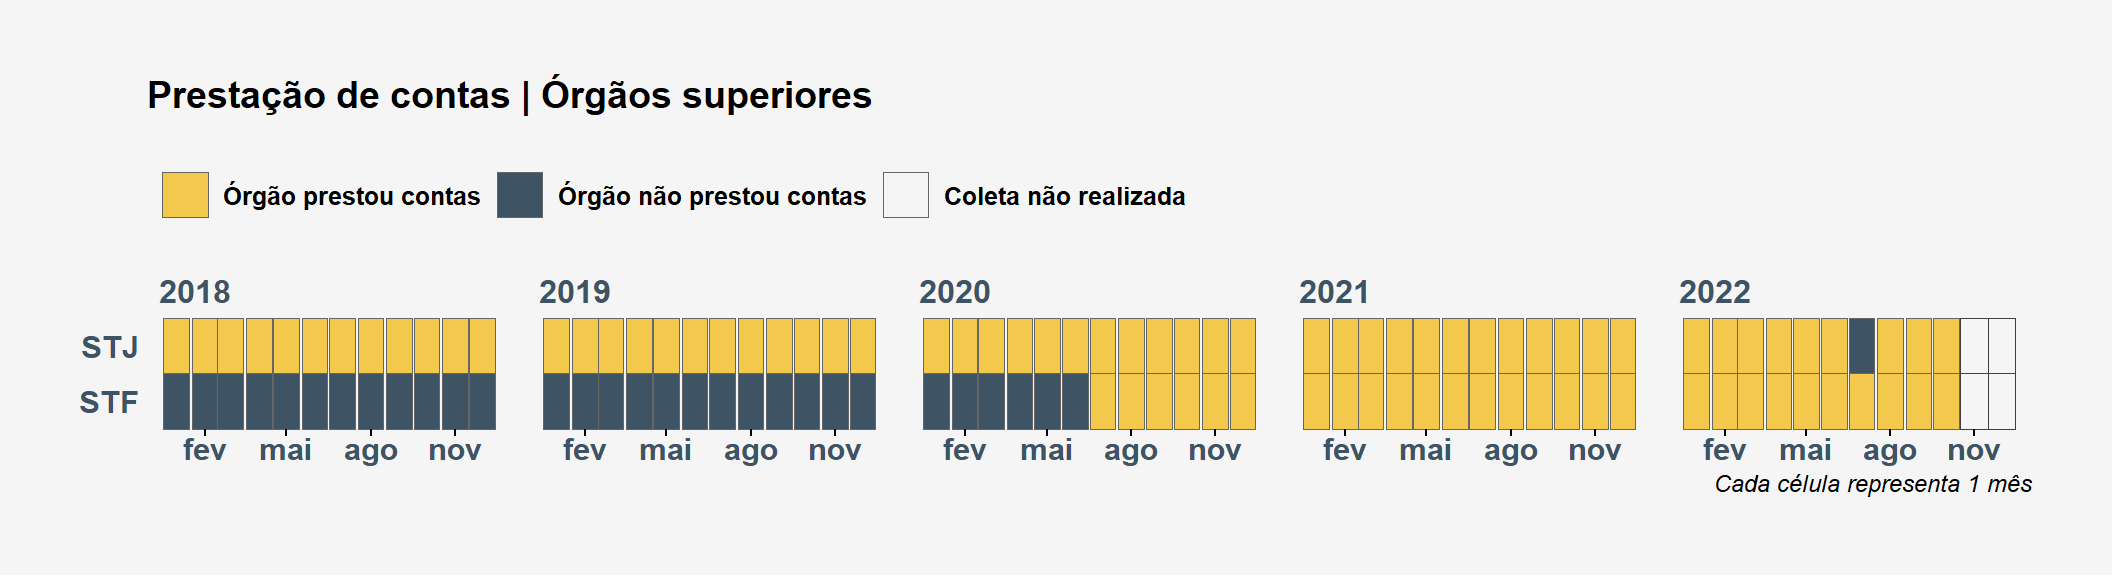 Prestação de contas | Órgãos superiores
Órgão prestou contas Órgão não prestou contas Coleta não realizada
2018 2019 2020 2021 2022
STJ
STF
fev mai ago nov fev mai ago nov fev mai ago nov fev mai ago nov fev mai ago nov
Cada célula representa 1 mês